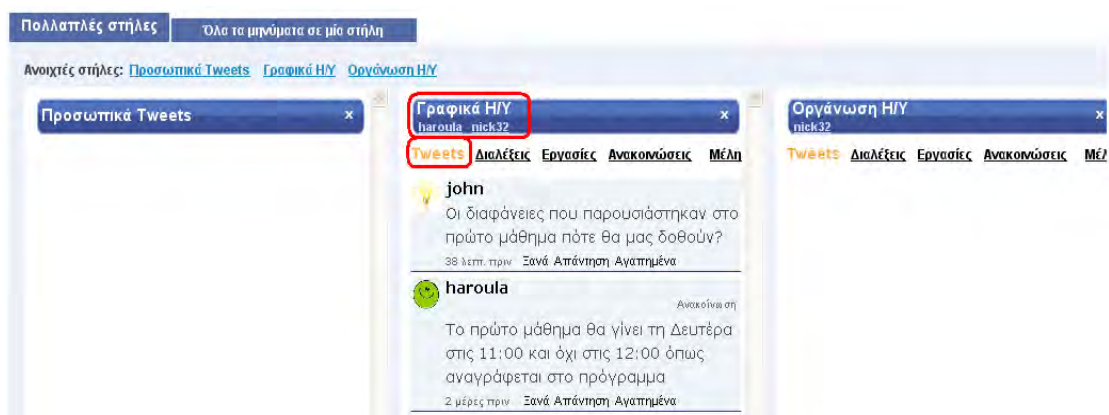 Πολλαπλές στήλες Όλα τα μηνύματα σε μία στήλη
Ανοιχτές στήλες: Προσωπικά Tweets Γραφικά Η/Υ Οργάνωση Η/Υ
Προσωπικά Tweets x
Γραφικά Η/Υ x
haroula nick32
Tweets Διαλέξεις Εργασίες Ανακοινώσεις Μέλη
john
Οι διαφάνειες που παρουσιάστηκαν στο
πρώτο μάθημα πότε θα μας δοθούν?
38 λεπ. πριν Ξανά Απάντηση Αγαπημένα
haroula
Ανακοίνωση
Το πρώτο μάθημα θα γίνει τη Δευτέρα
στις 11:00 και όχι στις 12:00 όπως
αναγράφεται στο πρόγραμμα
2 μέρες πριν Ξανά Απάντηση Αγαπημένα
Οργάνωση Η/Υ x
nick32
Tweets Διαλέξεις Εργασίες Ανακοινώσεις